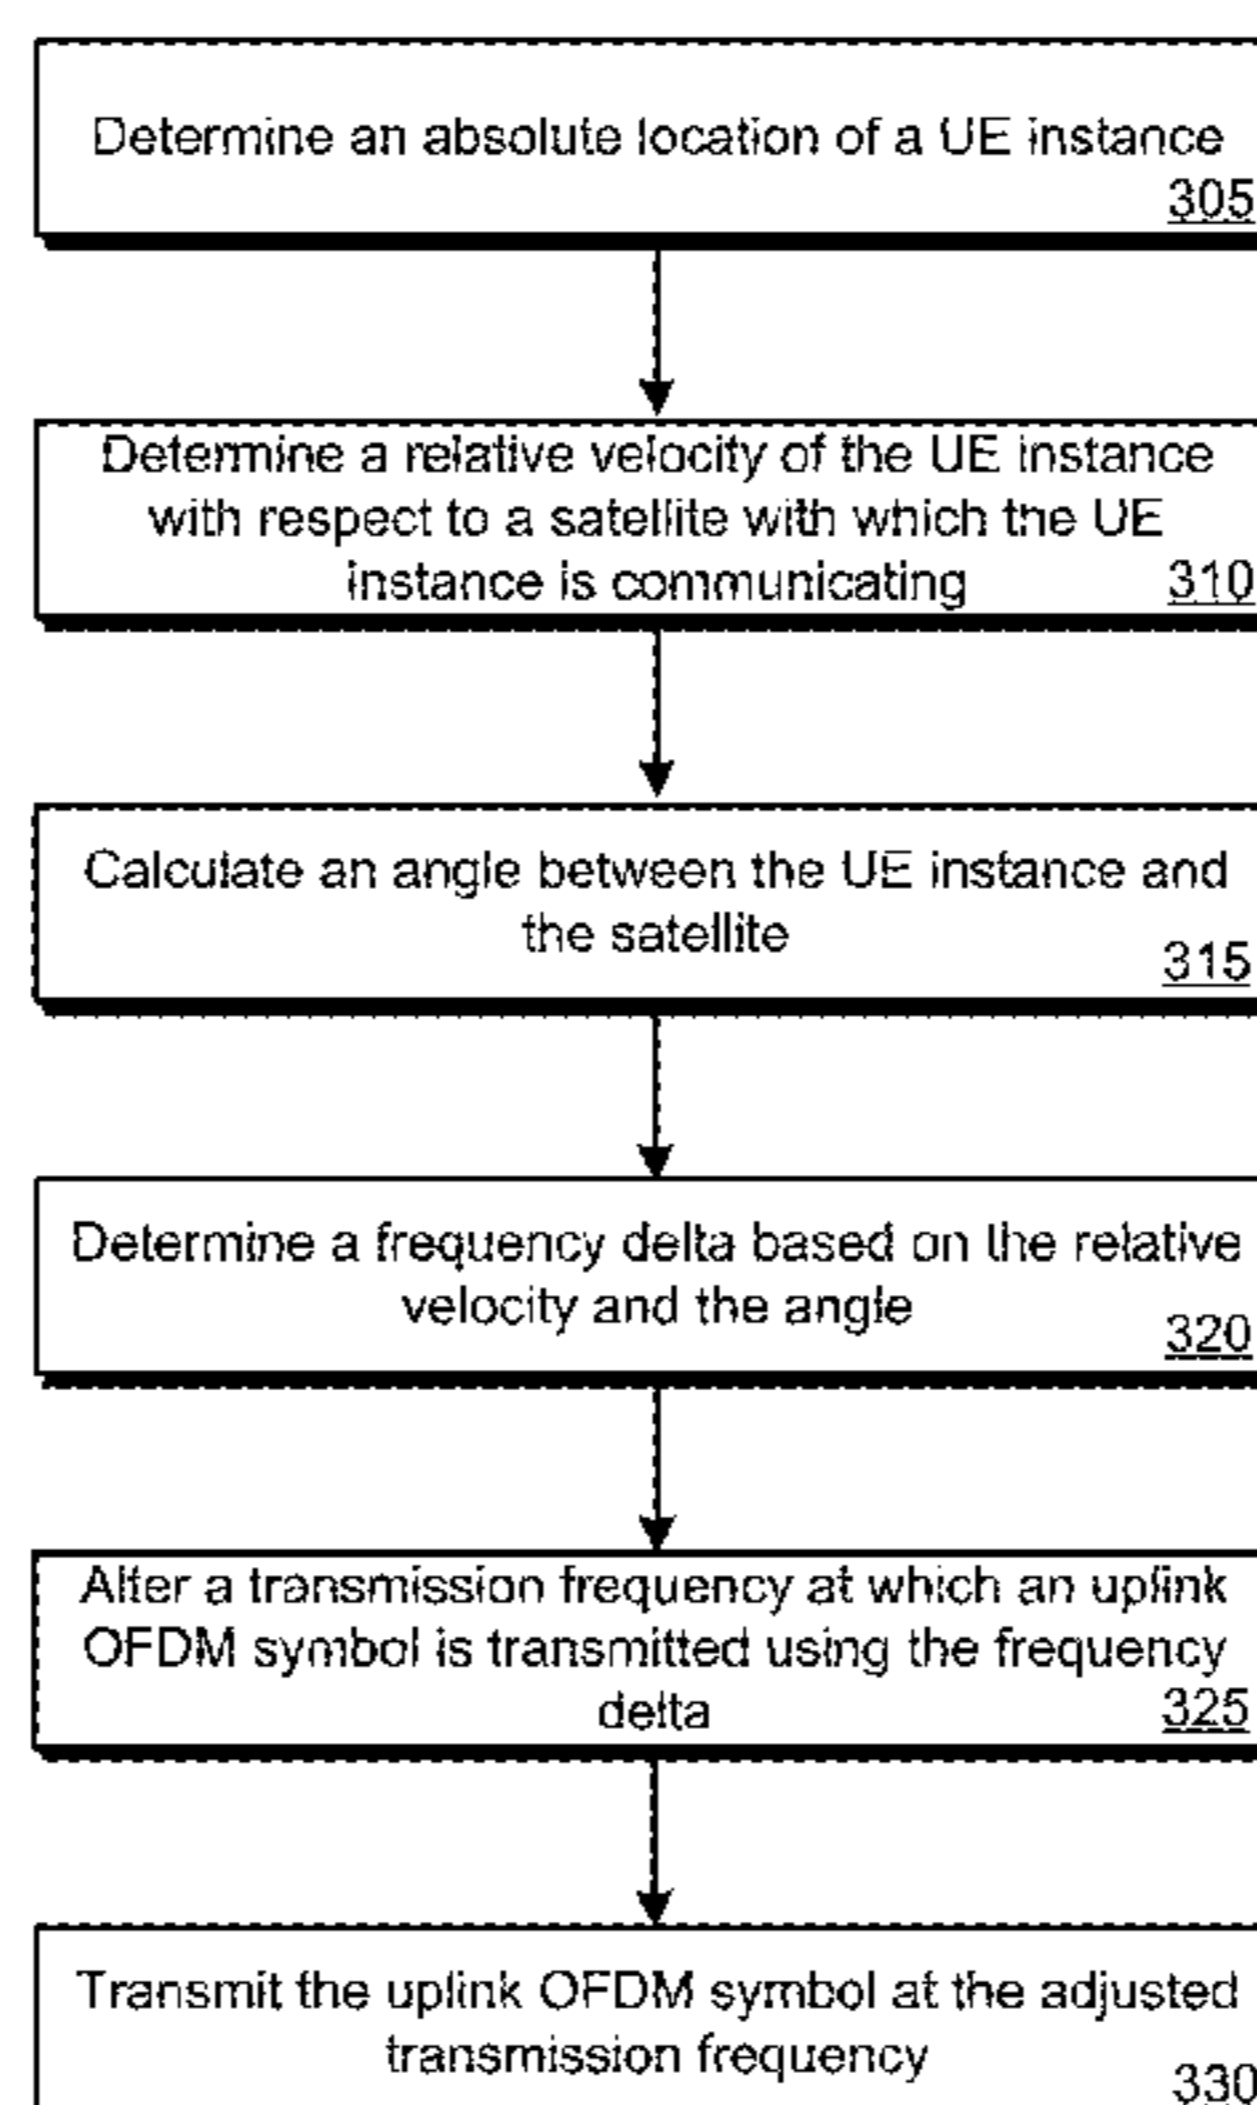 Determine an absolute location of a UE instance
305
Determine a relative velocity of the UE instance
with respect to a satellite with which the UE
instance is communicating
310
Calculate an angle between the UE instance and
the satellite
315
Determine a frequency delta based on the relative
velocity and the angle
320
Alter a transmission frequency at which an uplink
OFDM symbol is transmitted using the frequency
delta
325
Transmit the uplink OFDM symbol at the adjusted
transmission frequency
330